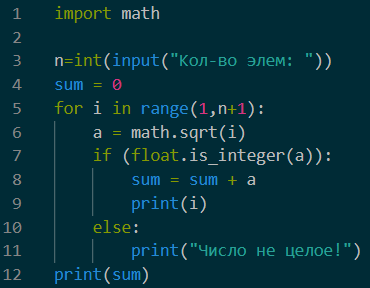 1 import math
2
3 n=int(input("Кол-во элем: "))
4 sum = 0
5 for i in range(1,n+1):
6     a = math.sqrt(i)
7     if (float.is_integer(a)):
8         sum = sum + a
9         print(i)
10     else:
11         print("Число не целое!")
12 print(sum)